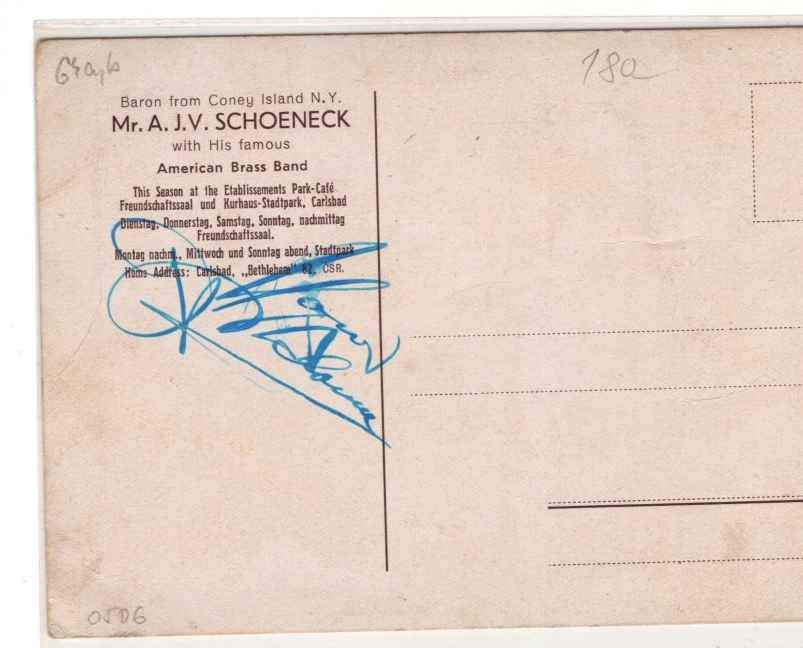 180
Baron from Coney Island N.Y.
Mr. A. J.V. SCHOENECK
with His famous
American Brass Band
This Season at the Etablissements Park-Café
Freundschaftssaal und Kurhaus-Stadtpark, Carlsbad
Dienstag, Donnerstag, Samstag, Sonntag, nachmittag
Freundschaftssaal.
Montag nachm., Mittwoch und Sonntag abend, Stadtpark
Home Address: Carlsbad, „Bethlehem" 82, CSR.
0506